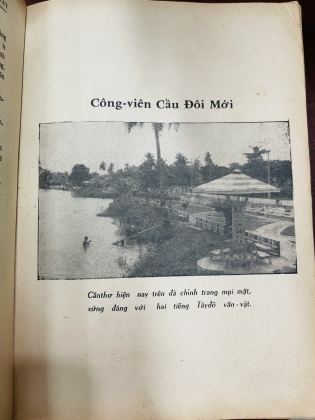 Công-viên Cầu Đôi Mới
Cầnthơ hiện nay trên đà chỉnh trang mọi mặt,
xứng đáng với hai tiếng Tâyđô văn-vật.